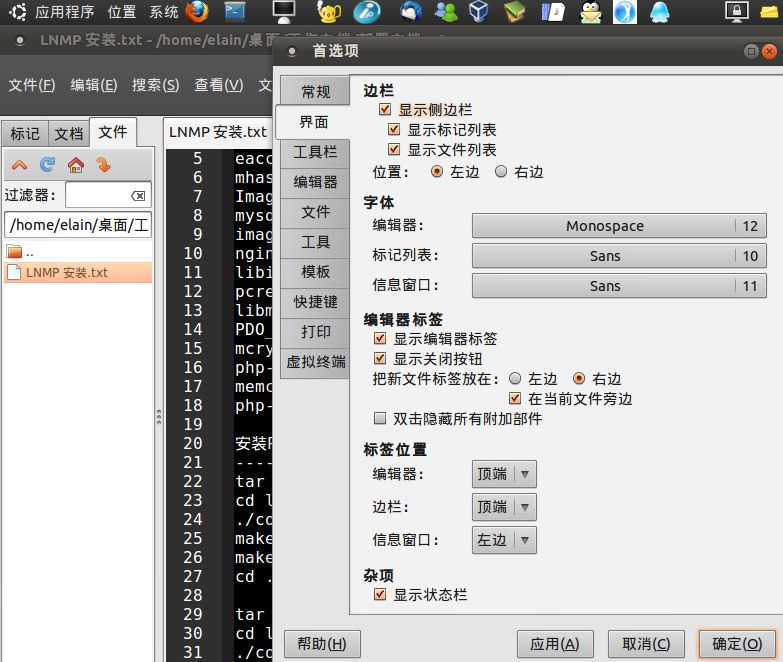 应用程序 位置 系统
LNMP 安装.txt - /home/elain/桌面/
首选项
文件(F) 编辑(E) 搜索(S) 查看(V) 文
标记 文档 文件
过滤器:
/home/elain/桌面/工
..
LNMP 安装.txt
LNMP 安装.txt
5 eacc
6 mhas
7 Imag
8 mysq
9 imag
10 ngin
11 libi
12 pcre
13 libm
14 PDO_
15 mcry
16 php-
17 memc
18 php-
19
20 安装P
21 ----
22 tar
23 cd l
24 ./co
25 make
26 make
27 cd .
28
29 tar
30 cd l
31 ./co
常规
界面
工具栏
编辑器
文件
工具
模板
快捷键
打印
虚拟终端
边栏
显示侧边栏
显示标记列表
显示文件列表
位置: 左边 右边
字体
编辑器: Monospace 12
标记列表: Sans 10
信息窗口: Sans 11
编辑器标签
显示编辑器标签
显示关闭按钮
把新文件标签放在: 左边 右边
在当前文件旁边
双击隐藏所有附加部件
标签位置
编辑器: 顶端
边栏: 顶端
信息窗口: 左边
杂项
显示状态栏
帮助(H) 应用(A) 取消(C) 确定(O)